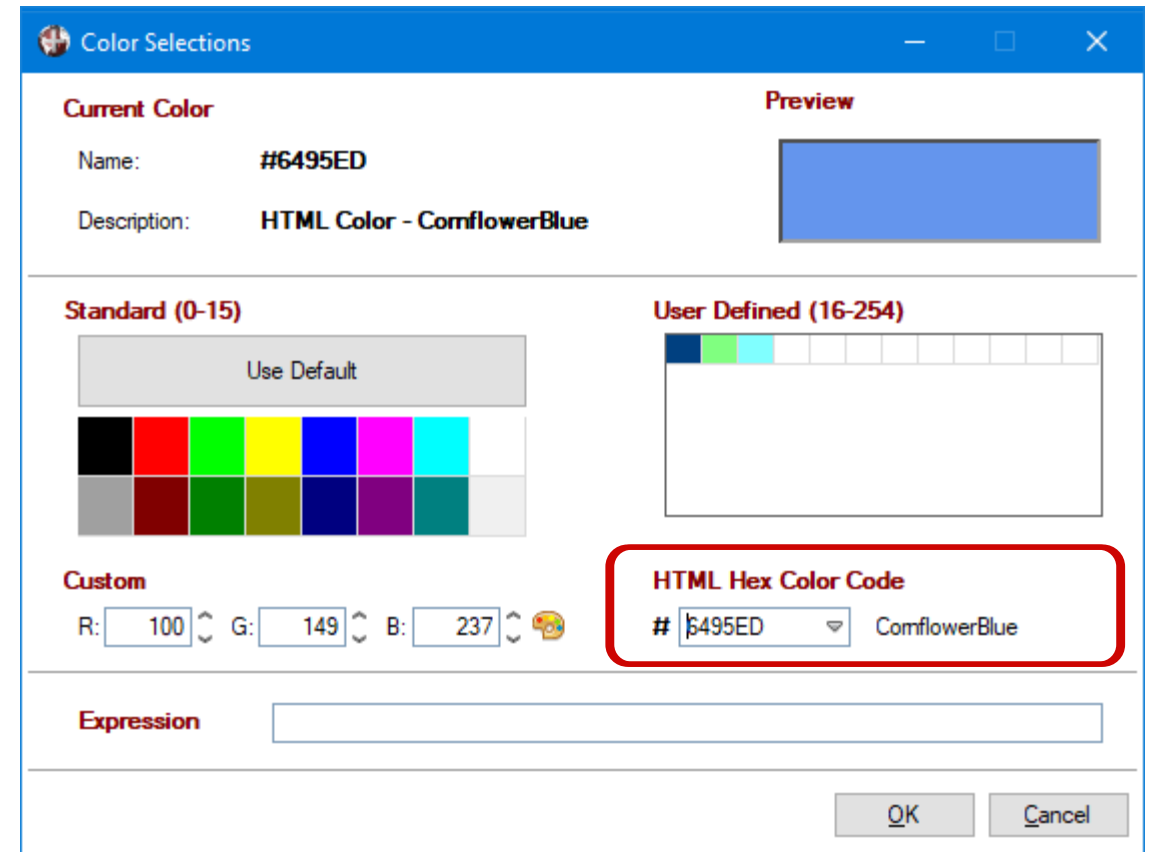 Color Selections
Current Color
Preview
Name: #6495ED
Description: HTML Color - CornflowerBlue
Standard (0-15)
User Defined (16-254)
Use Default
Custom
HTML Hex Color Code
R: 100 G: 149 B: 237
# 6495ED CornflowerBlue
Expression
OK Cancel